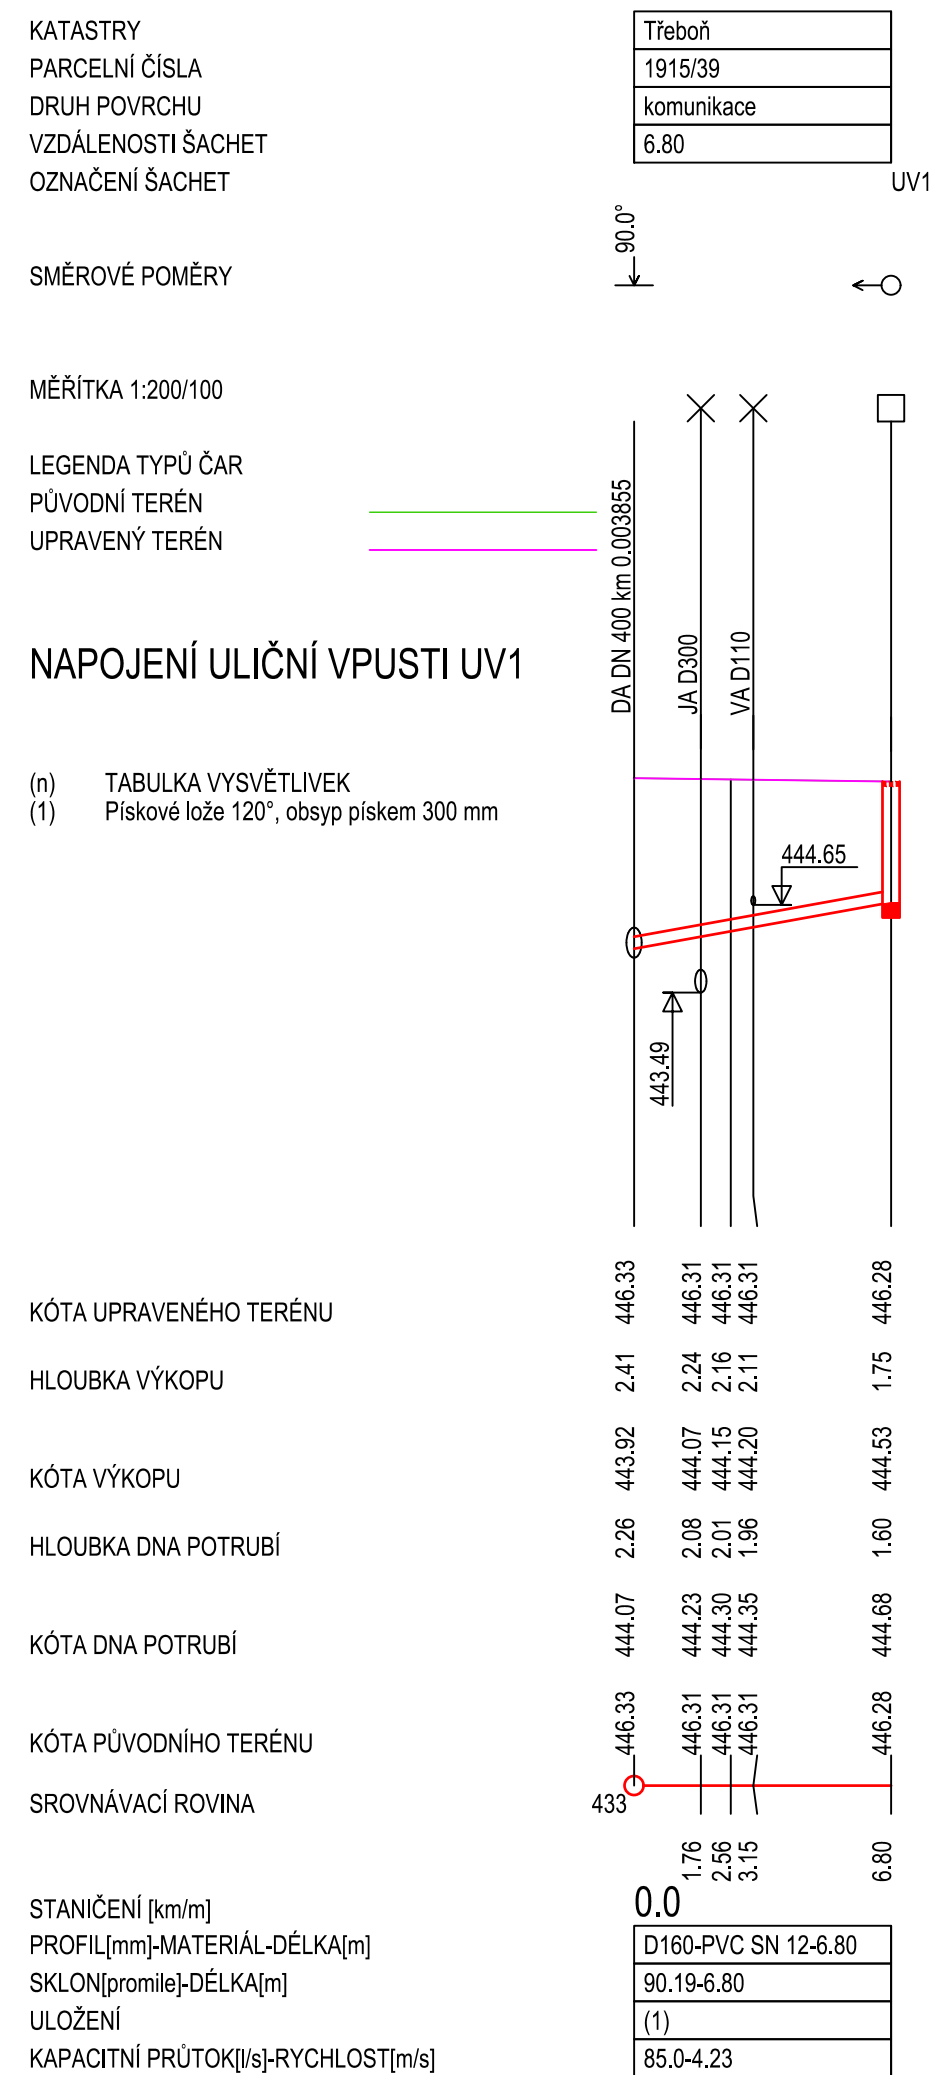 KATASTRY Třeboň
PARCELNÍ ČÍSLA 1915/39
DRUH POVRCHU komunikace
VZDÁLENOSTI ŠACHET 6.80
OZNAČENÍ ŠACHET UV1
90.0°
SMĚROVÉ POMĚRY
MĚŘÍTKA 1:200/100
LEGENDA TYPŮ ČAR
PŮVODNÍ TERÉN
UPRAVENÝ TERÉN
DA DN 400 km 0.003855
JA D300
VA D110
NAPOJENÍ ULIČNÍ VPUSTI UV1
(n) TABULKA VYSVĚTLIVEK
(1) Pískové lože 120°, obsyp pískem 300 mm
444.65
443.49
KÓTA UPRAVENÉHO TERÉNU 446.33 446.31 446.31 446.31 446.28
HLOUBKA VÝKOPU 2.41 2.24 2.16 2.11 1.75
KÓTA VÝKOPU 443.92 444.07 444.15 444.20 444.53
HLOUBKA DNA POTRUBÍ 2.26 2.08 2.01 1.96 1.60
KÓTA DNA POTRUBÍ 444.07 444.23 444.30 444.35 444.68
KÓTA PŮVODNÍHO TERÉNU 446.33 446.31 446.31 446.31 446.28
SROVNÁVACÍ ROVINA 433
1.76 2.56 3.15 6.80
STANIČENÍ [km/m] 0.0
PROFIL[mm]-MATERIÁL-DÉLKA[m] D160-PVC SN 12-6.80
SKLON[promile]-DÉLKA[m] 90.19-6.80
ULOŽENÍ (1)
KAPACITNÍ PRŮTOK[l/s]-RYCHLOST[m/s] 85.0-4.23